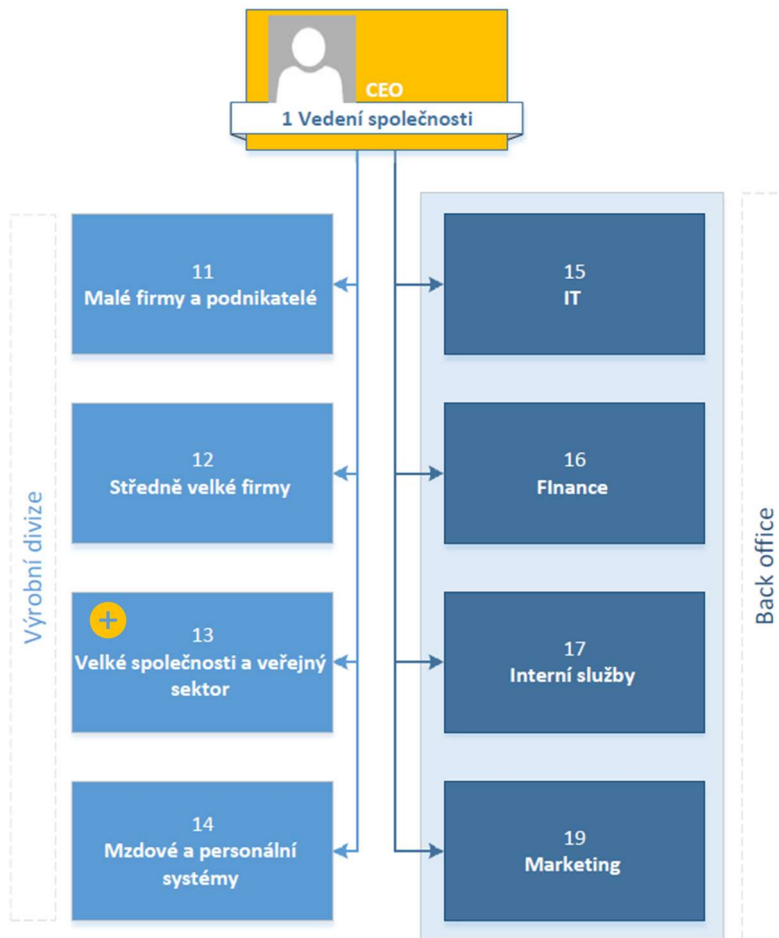 CEO
1 Vedení společnosti
Výrobní divize
11
Malé firmy a podnikatelé
12
Středně velké firmy
13
Velké společnosti a veřejný
sektor
14
Mzdové a personální
systémy
15
IT
16
FInance
17
Interní služby
19
Marketing
Back office